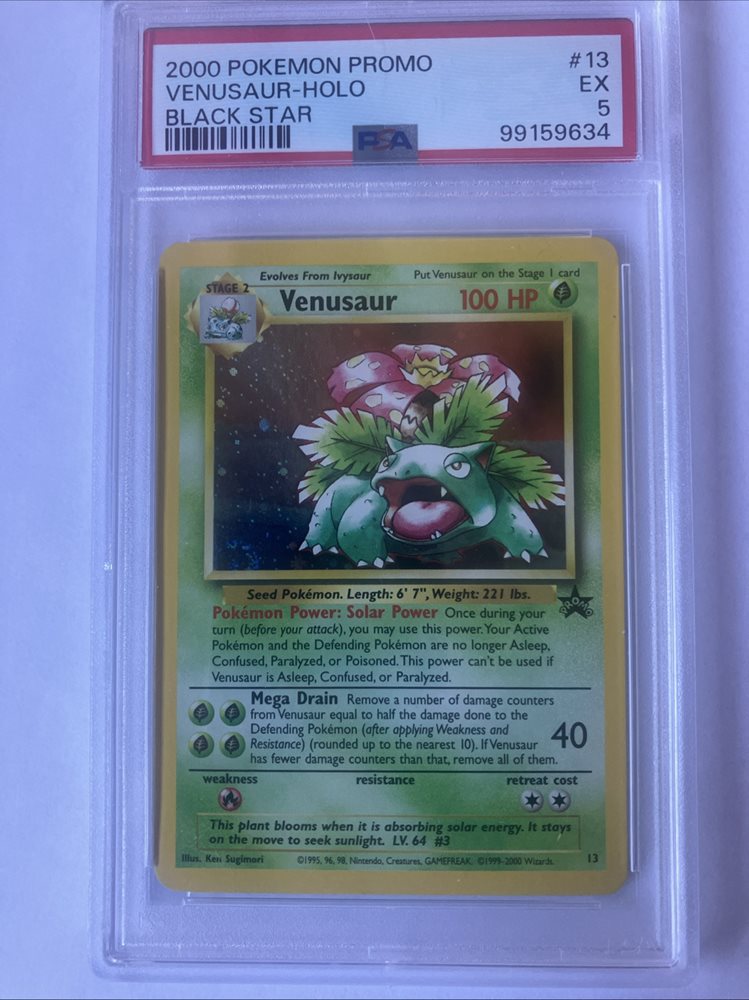 2000 POKEMON PROMO #13
VENUSAUR-HOLO EX
BLACK STAR 5
PSA 99159634
Evolves From Ivysaur Put Venusaur on the Stage 1 card
STAGE 2
Venusaur 100 HP
Seed Pokémon. Length: 6' 7", Weight: 221 lbs.
PROMO
Pokémon Power: Solar Power Once during your
turn (before your attack), you may use this power. Your Active
Pokémon and the Defending Pokémon are no longer Asleep,
Confused, Paralyzed, or Poisoned. This power can't be used if
Venusaur is Asleep, Confused, or Paralyzed.
Mega Drain Remove a number of damage counters
from Venusaur equal to half the damage done to the
Defending Pokémon (after applying Weakness and
Resistance) (rounded up to the nearest 10). If Venusaur
has fewer damage counters than that, remove all of them.
40
weakness resistance retreat cost
This plant blooms when it is absorbing solar energy. It stays
on the move to seek sunlight. LV. 64 #3
Illus. Ken Sugimori ©1995, 96, 98, Nintendo, Creatures, GAMEFREAK. ©1999-2000 Wizards. 13